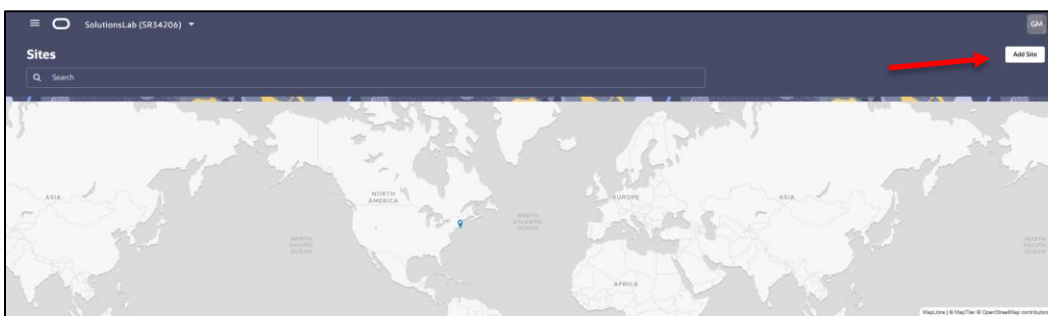 SolutionsLab (SR34206)
GM
Sites
Add Site
Search
ASIA
NORTH
AMERICA
EUROPE
ASIA
NORTH
ATLANTIC
OCEAN
NORTH
PACIFIC
OCEAN
NORTH
PACIFIC
OCEAN
AFRICA
MapLibre | © MapTiler © OpenStreetMap contributors